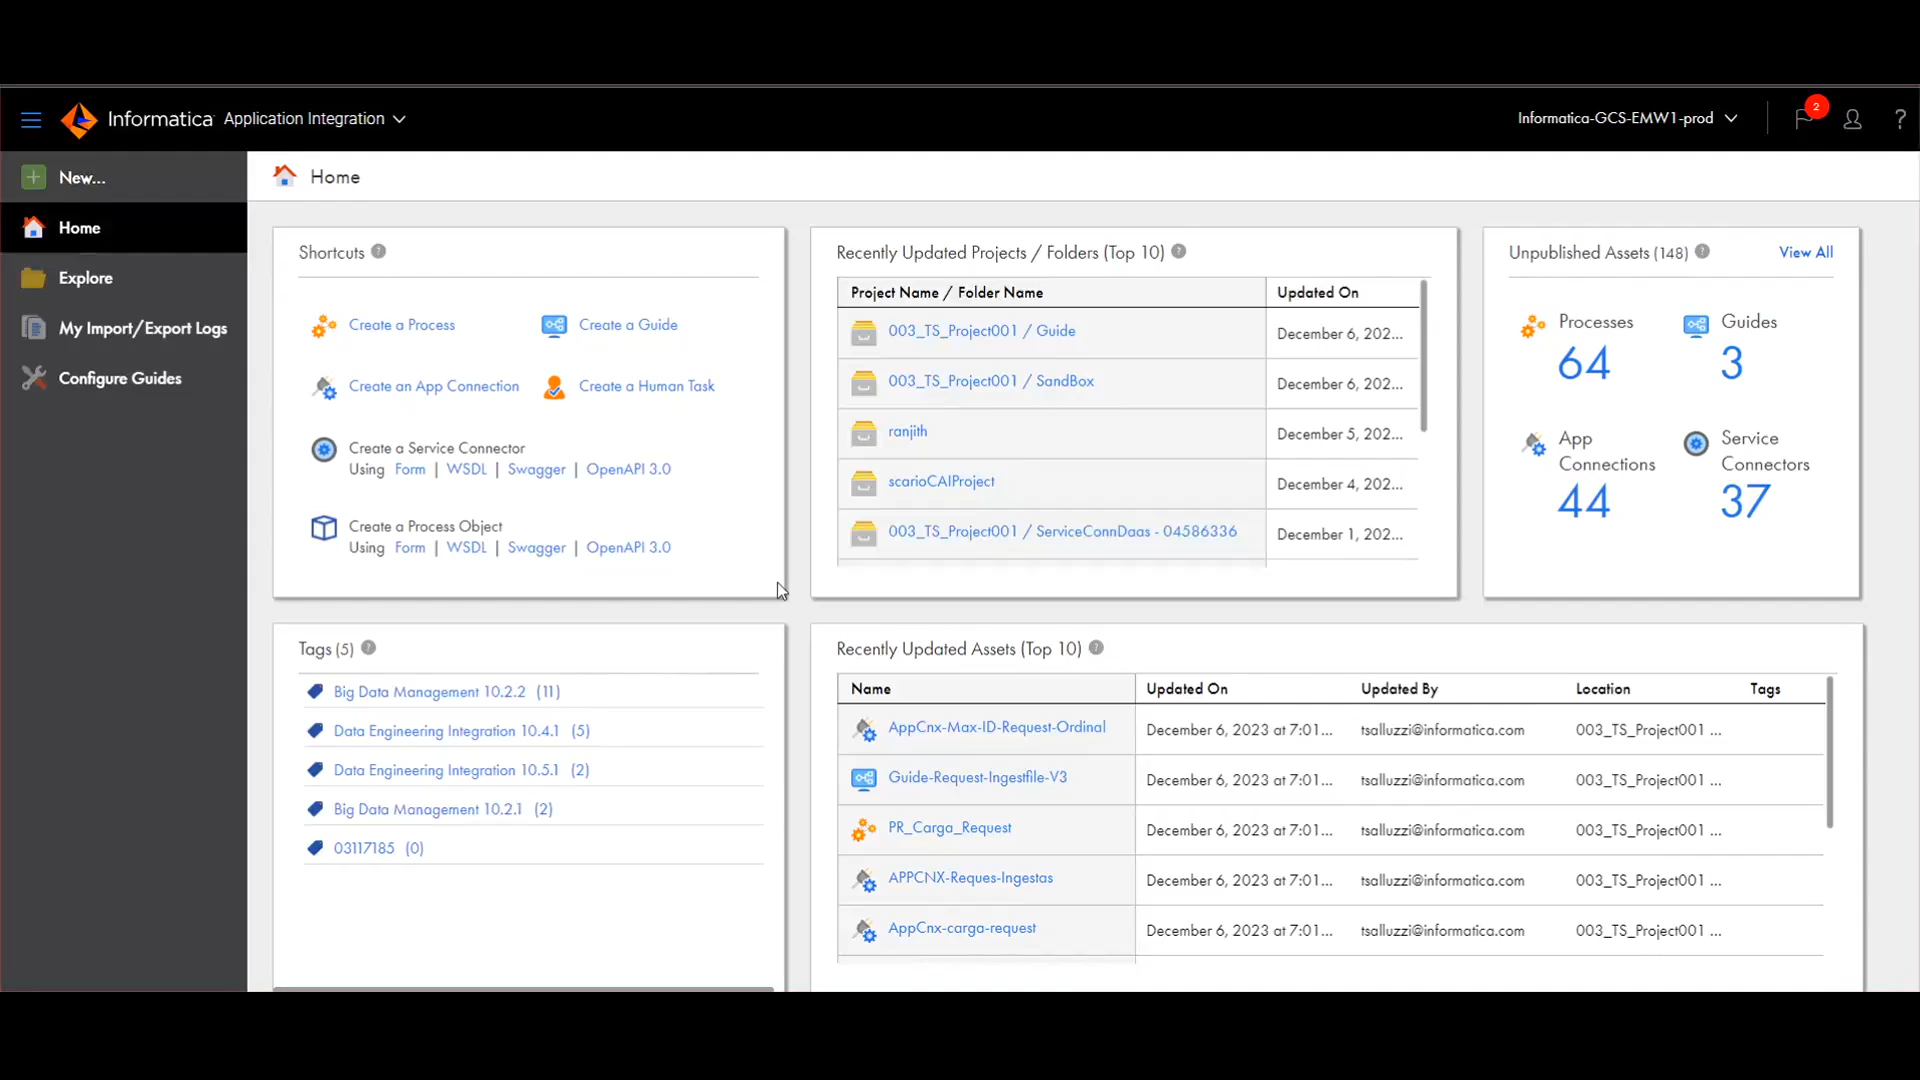 Informatica Application Integration
Informatica-GCS-EMW1-prod
2
?
New...
Home
Explore
My Import/Export Logs
Configure Guides
Home
Shortcuts ?
Create a Process
Create a Guide
Create an App Connection
Create a Human Task
Create a Service Connector
Using Form | WSDL | Swagger | OpenAPI 3.0
Create a Process Object
Using Form | WSDL | Swagger | OpenAPI 3.0
Recently Updated Projects / Folders (Top 10) ?
Project Name / Folder Name Updated On
003_TS_Project001 / Guide December 6, 202...
003_TS_Project001 / SandBox December 6, 202...
ranjith December 5, 202...
scarioCAIProject December 4, 202...
003_TS_Project001 / ServiceConnDaas - 04586336 December 1, 202...
Unpublished Assets (148) ? View All
Processes
64
Guides
3
App
Connections
44
Service
Connectors
37
Tags (5) ?
Big Data Management 10.2.2 (11)
Data Engineering Integration 10.4.1 (5)
Data Engineering Integration 10.5.1 (2)
Big Data Management 10.2.1 (2)
03117185 (0)
Recently Updated Assets (Top 10) ?
Name Updated On Updated By Location Tags
AppCnx-Max-ID-Request-Ordinal December 6, 2023 at 7:01... tsalluzzi@informatica.com 003_TS_Project001 ...
Guide-Request-Ingestfile-V3 December 6, 2023 at 7:01... tsalluzzi@informatica.com 003_TS_Project001 ...
PR_Carga_Request December 6, 2023 at 7:01... tsalluzzi@informatica.com 003_TS_Project001 ...
APPCNX-Reques-Ingestas December 6, 2023 at 7:01... tsalluzzi@informatica.com 003_TS_Project001 ...
AppCnx-carga-request December 6, 2023 at 7:01... tsalluzzi@informatica.com 003_TS_Project001 ...